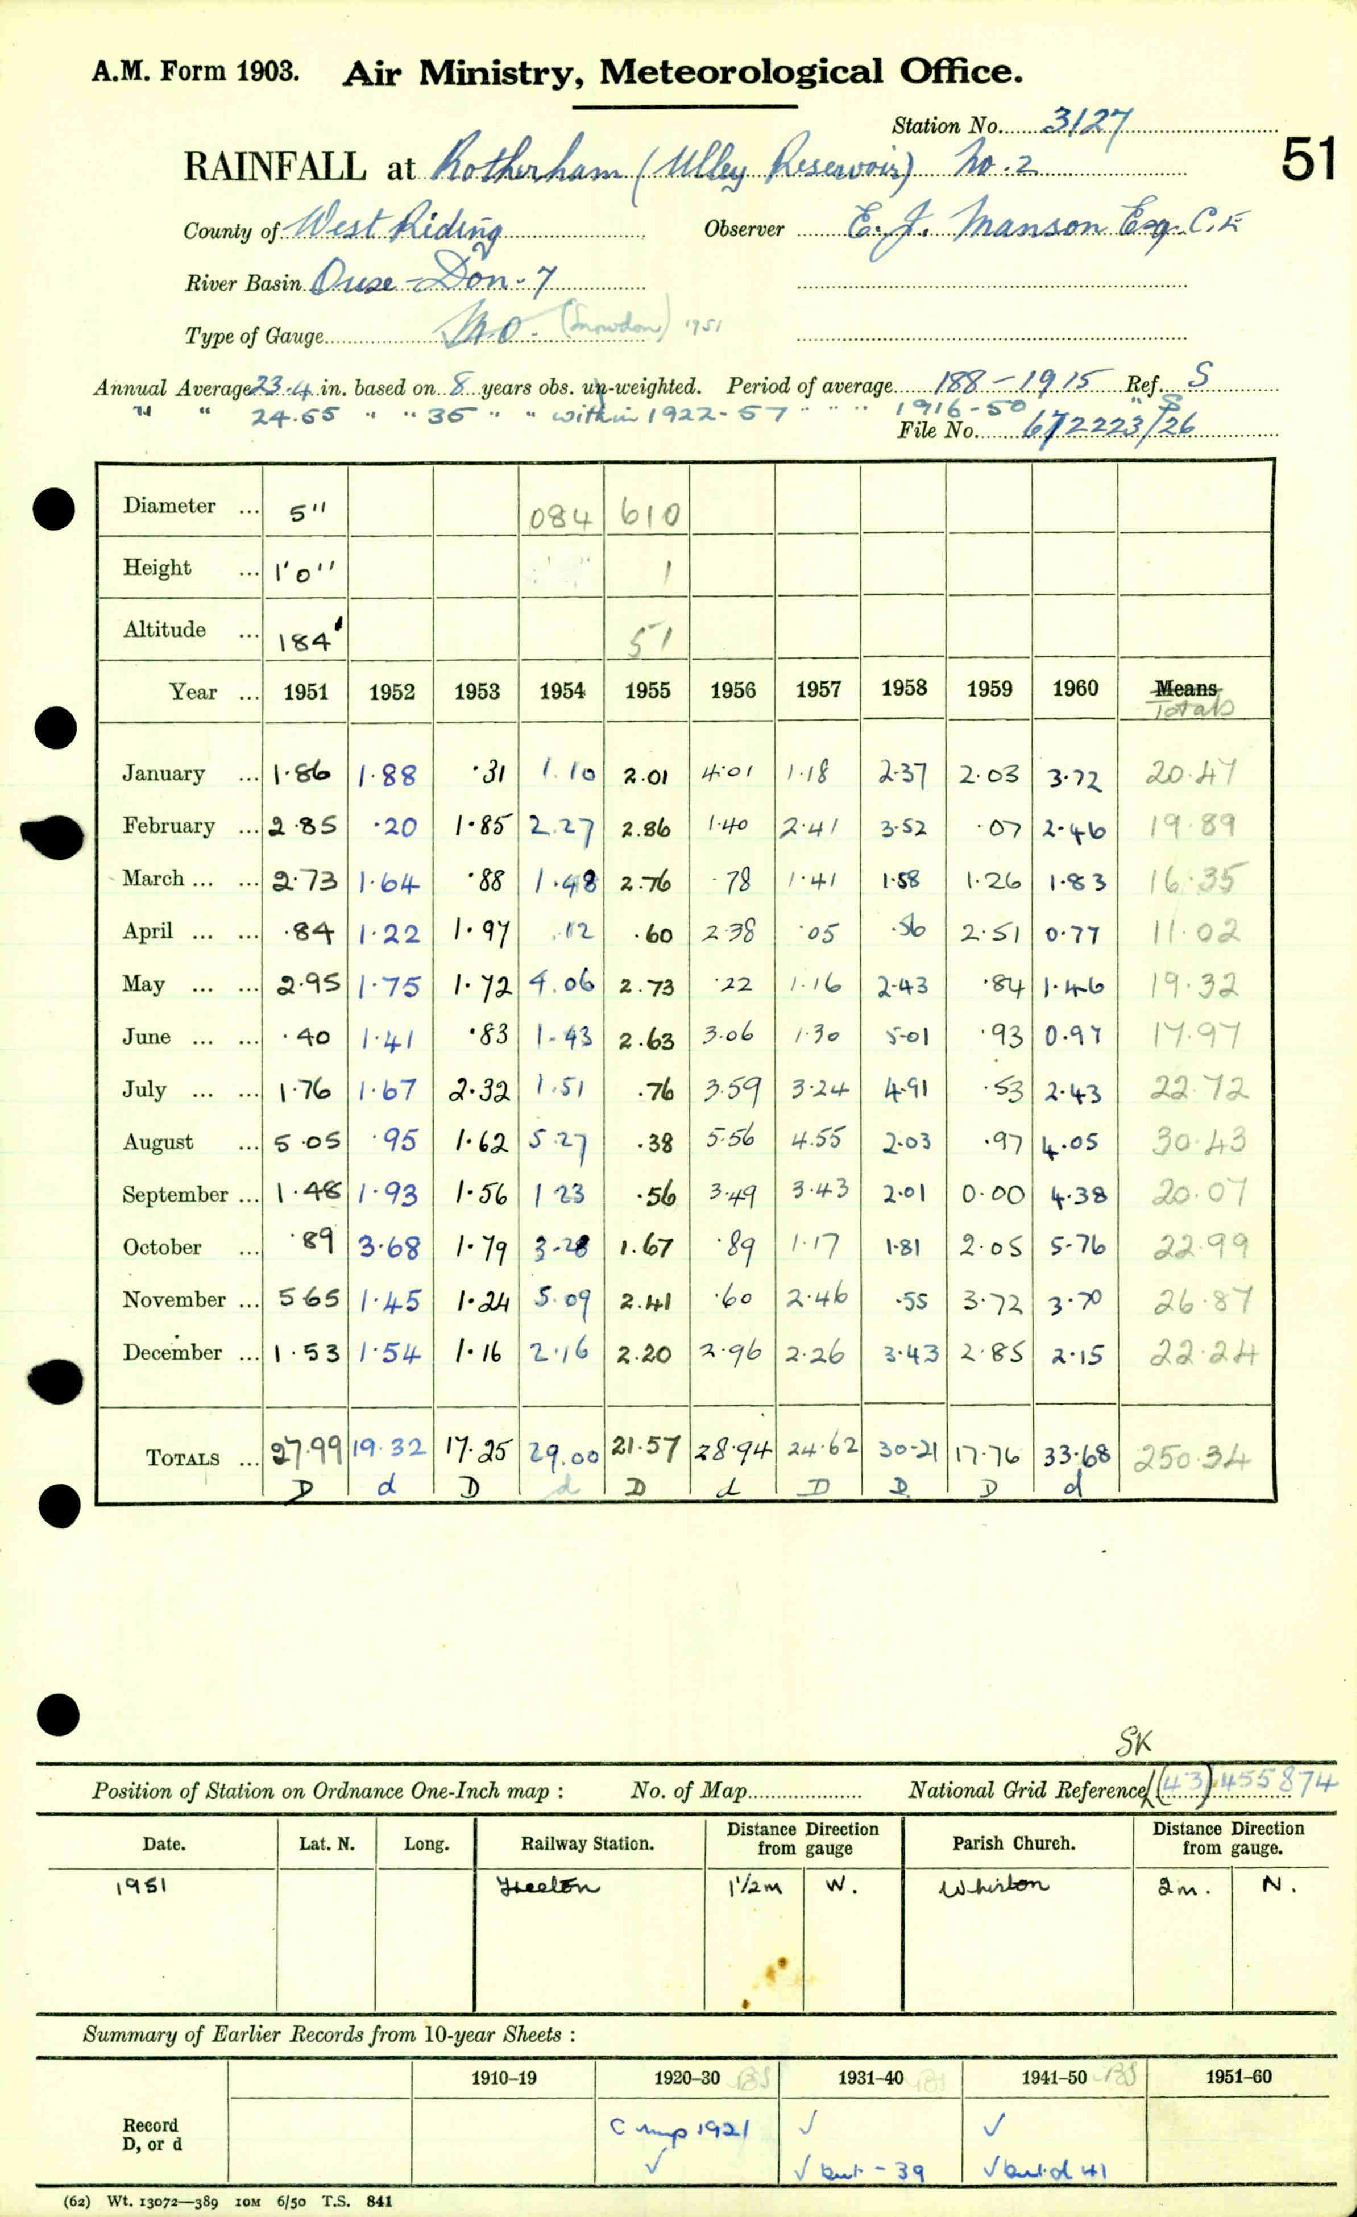 A.M. Form 1903. Air Ministry, Meteorological Office.
Station No. 3127
51
RAINFALL at Rotherham (Ulley Reservoir) No. 2
County of West Riding Observer E. J. Manson Esq. C.E
River Basin Ouse - Don - 7
Type of Gauge MO. (Snowdon) 1951
Annual Average 23.4 in. based on 8 years obs. un-weighted. Period of average 188 - 1915 Ref. S
" " 24.55 " " 35 " " within 1922-57 " " " 1916-50 " S
File No. 672223/26
Diameter ... 5" 084 610
Height ... 1'0" 1
Altitude ... 184' 51
Year ... 1951 1952 1953 1954 1955 1956 1957 1958 1959 1960 Means
Totals
January ... 1.86 1.88 .31 1.10 2.01 4.01 1.18 2.37 2.03 3.72 20.47
February ... 2.85 .20 1.85 2.27 2.86 1.40 2.41 3.52 .07 2.46 19.89
March ... ... 2.73 1.64 .88 1.48 2.76 .78 1.41 1.58 1.26 1.83 16.35
April ... ... .84 1.22 1.97 .12 .60 2.38 .05 .56 2.51 0.77 11.02
May ... ... 2.95 1.75 1.72 4.06 2.73 .22 1.16 2.43 .84 1.46 19.32
June ... ... .40 1.41 .83 1.43 2.63 3.06 1.30 5.01 .93 0.97 17.97
July ... ... 1.76 1.67 2.32 1.51 .76 3.59 3.24 4.91 .53 2.43 22.72
August ... 5.05 .95 1.62 5.27 .38 5.56 4.55 2.03 .97 4.05 30.43
September ... 1.48 1.93 1.56 1 23 .56 3.49 3.43 2.01 0.00 4.38 20.07
October ... .89 3.68 1.79 3.28 1.67 .89 1.17 1.81 2.05 5.76 22.99
November ... 5 65 1.45 1.24 5.09 2.41 .60 2.46 .55 3.72 3.70 26.87
December ... 1.53 1.54 1.16 2.16 2.20 2.96 2.26 3.43 2.85 2.15 22.24
TOTALS ... 27.99 19.32 17.25 29.00 21.57 28.94 24.62 30.21 17.76 33.68 250.34
D d D d D d D D D d
SK
Position of Station on Ordnance One-Inch map : No. of Map National Grid Reference (43) 455874
Date. Lat. N. Long. Railway Station. Distance from Direction gauge Parish Church. Distance from Direction gauge.
1951 Treeton 1 1/2 m W. Whiston 2 m. N.
Summary of Earlier Records from 10-year Sheets :
1910–19 1920–30 BS 1931–40 BS 1941–50 BS 1951–60
Record
D, or d
C 1921 ✓ ✓
✓ ✓ but - 39 ✓ but d 41
(62) Wt. 13072—389 10M 6/50 T.S. 841